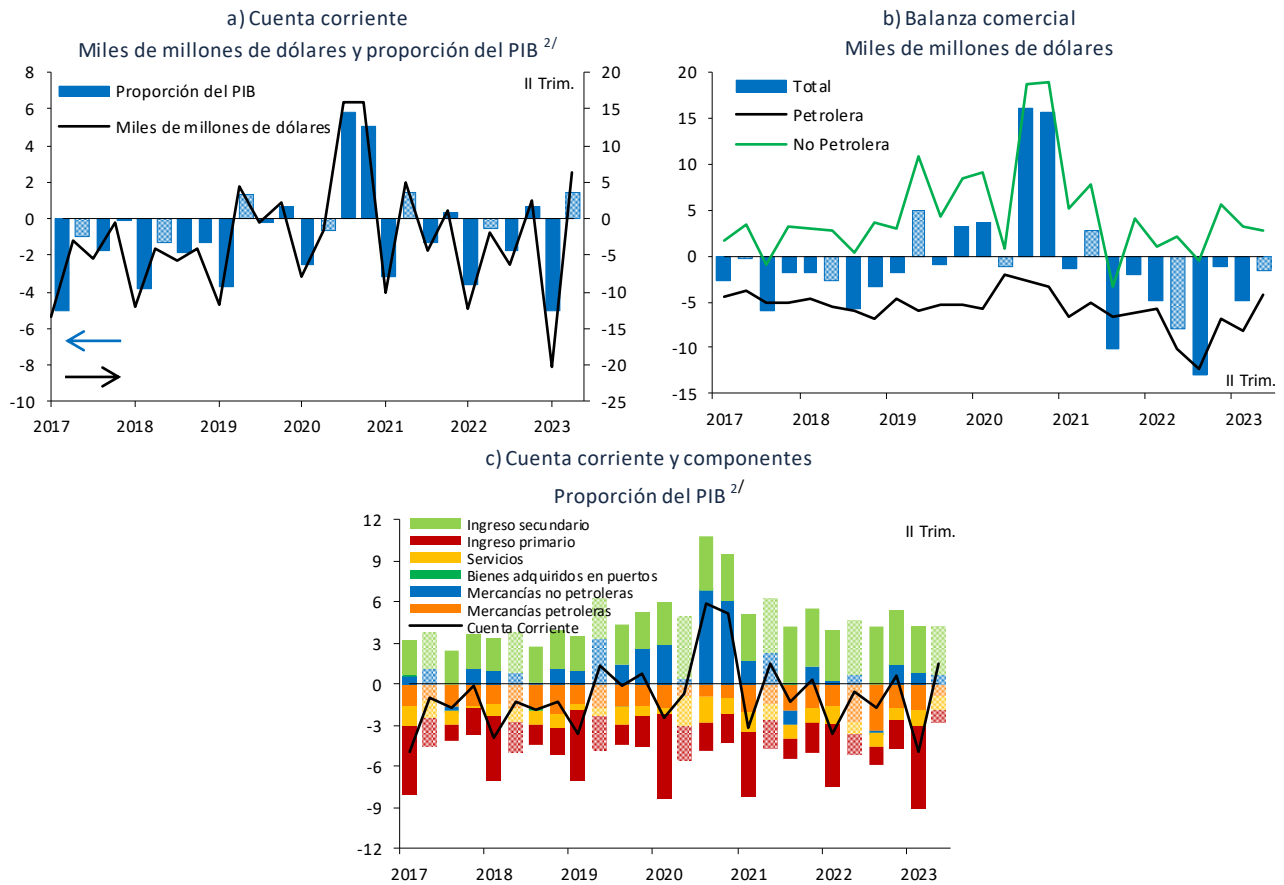 a) Cuenta corriente
Miles de millones de dólares y proporción del PIB 2/
8
6
4
2
0
-2
-4
-6
-8
-10
20
15
10
5
0
-5
-10
-15
-20
-25
II Trim.
Proporción del PIB
Miles de millones de dólares
2017 2018 2019 2020 2021 2022 2023
b) Balanza comercial
Miles de millones de dólares
20
15
10
5
0
-5
-10
-15
Total
Petrolera
No Petrolera
II Trim.
2017 2018 2019 2020 2021 2022 2023
c) Cuenta corriente y componentes
Proporción del PIB 2/
12
9
6
3
0
-3
-6
-9
-12
Ingreso secundario
Ingreso primario
Servicios
Bienes adquiridos en puertos
Mercancías no petroleras
Mercancías petroleras
Cuenta Corriente
II Trim.
2017 2018 2019 2020 2021 2022 2023